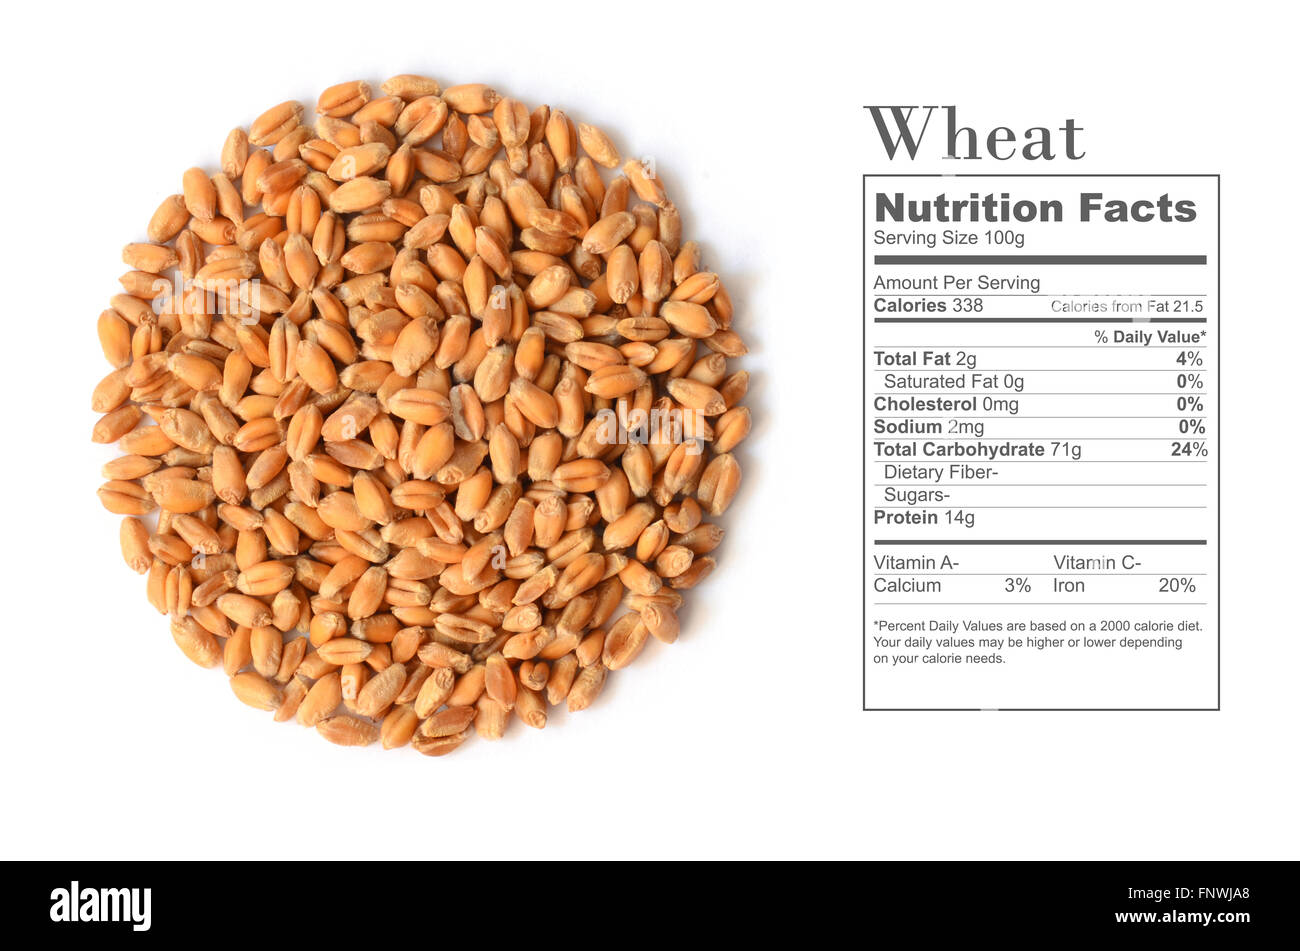 Wheat
Nutrition Facts
Serving Size 100g
Amount Per Serving
Calories 338 Calories from Fat 21.5
% Daily Value*
Total Fat 2g 4%
Saturated Fat 0g 0%
Cholesterol 0mg 0%
Sodium 2mg 0%
Total Carbohydrate 71g 24%
Dietary Fiber-
Sugars-
Protein 14g
Vitamin A- Vitamin C-
Calcium 3% Iron 20%
*Percent Daily Values are based on a 2000 calorie diet.
Your daily values may be higher or lower depending
on your calorie needs.
alamy
Image ID: FNWJA8
www.alamy.com